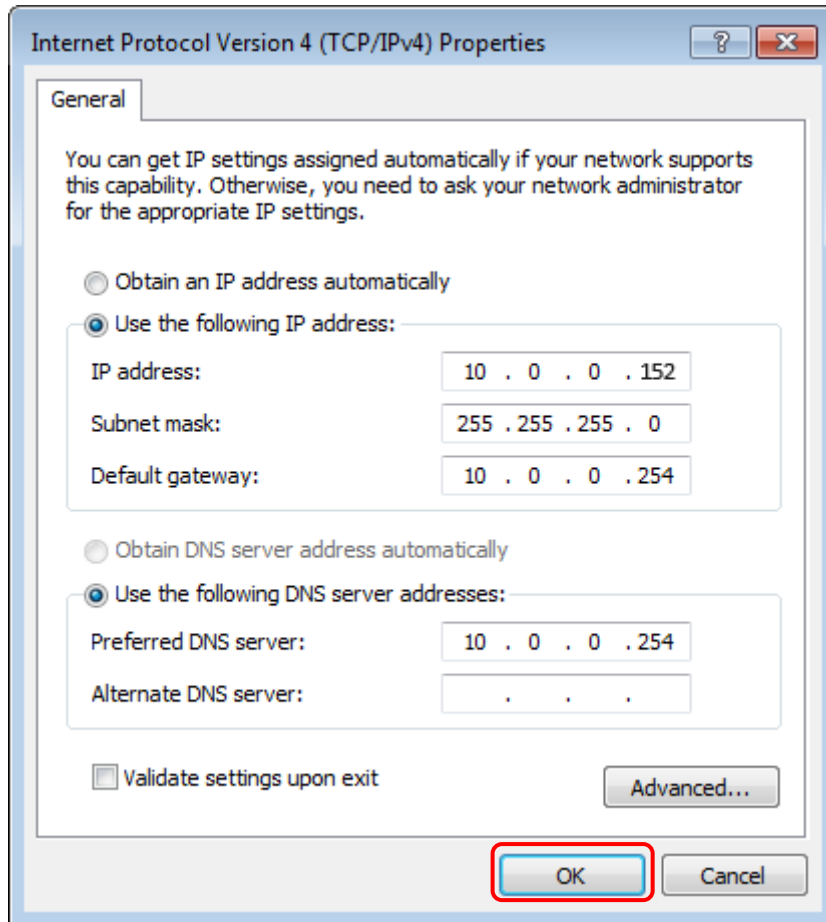 Internet Protocol Version 4 (TCP/IPv4) Properties
General
You can get IP settings assigned automatically if your network supports
this capability. Otherwise, you need to ask your network administrator
for the appropriate IP settings.
Obtain an IP address automatically
Use the following IP address:
IP address: 10 . 0 . 0 . 152
Subnet mask: 255 . 255 . 255 . 0
Default gateway: 10 . 0 . 0 . 254
Obtain DNS server address automatically
Use the following DNS server addresses:
Preferred DNS server: 10 . 0 . 0 . 254
Alternate DNS server: . . .
Validate settings upon exit
Advanced...
OK Cancel